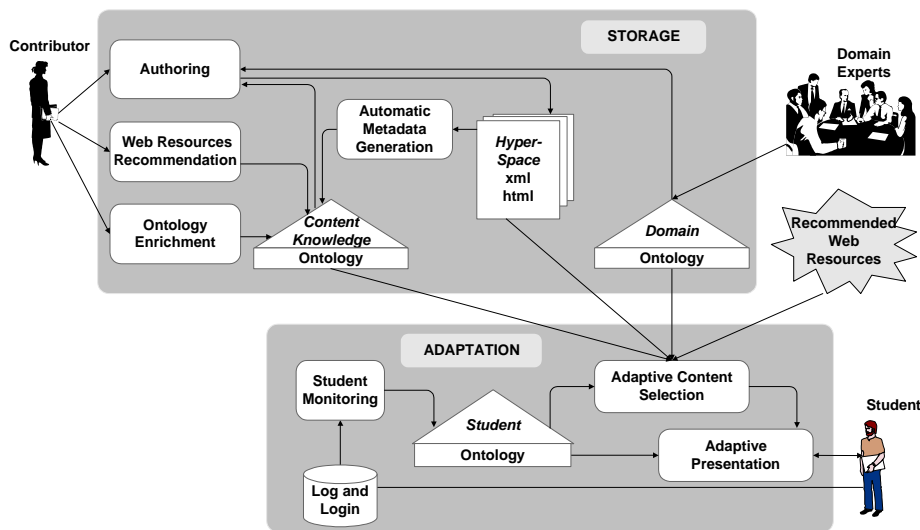 Contributor
STORAGE
Authoring
Domain
Experts
Automatic
Metadata
Generation
Hyper-
Space
xml
html
Web Resources
Recommendation
Ontology
Enrichment
Content
Knowledge
Ontology
Domain
Ontology
Recommended
Web
Resources
ADAPTATION
Student
Monitoring
Adaptive Content
Selection
Student
Ontology
Adaptive
Presentation
Student
Log and
Login